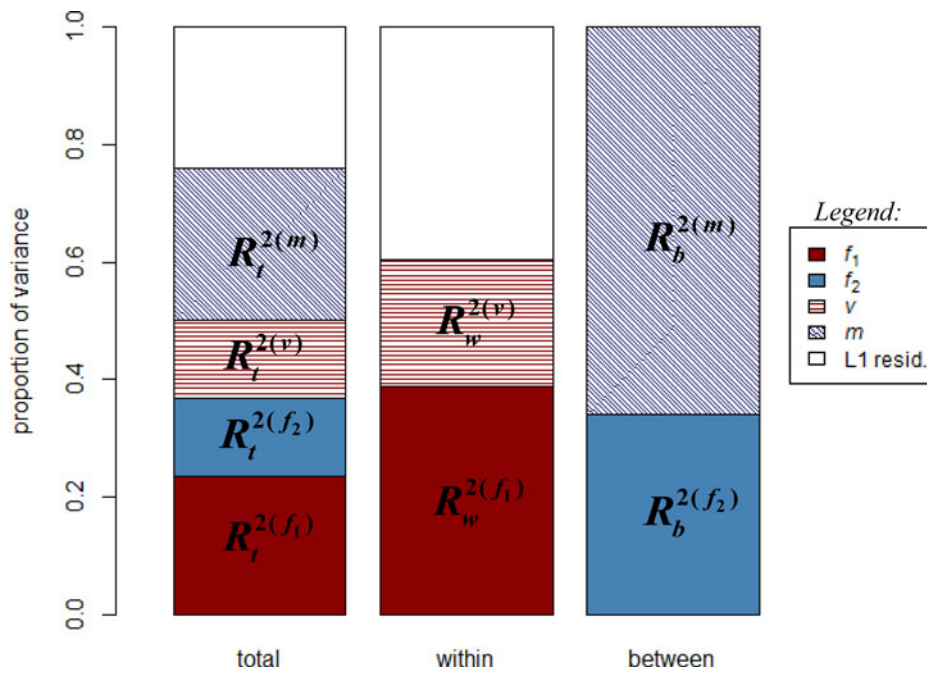 proportion of variance
1.0
0.8
0.6
0.4
0.2
0.0
R_t^{2(m)}
R_t^{2(v)}
R_t^{2(f_2)}
R_t^{2(f_1)}
R_w^{2(v)}
R_w^{2(f_1)}
R_b^{2(m)}
R_b^{2(f_2)}
total
within
between
Legend:
f_1
f_2
v
m
L1 resid.